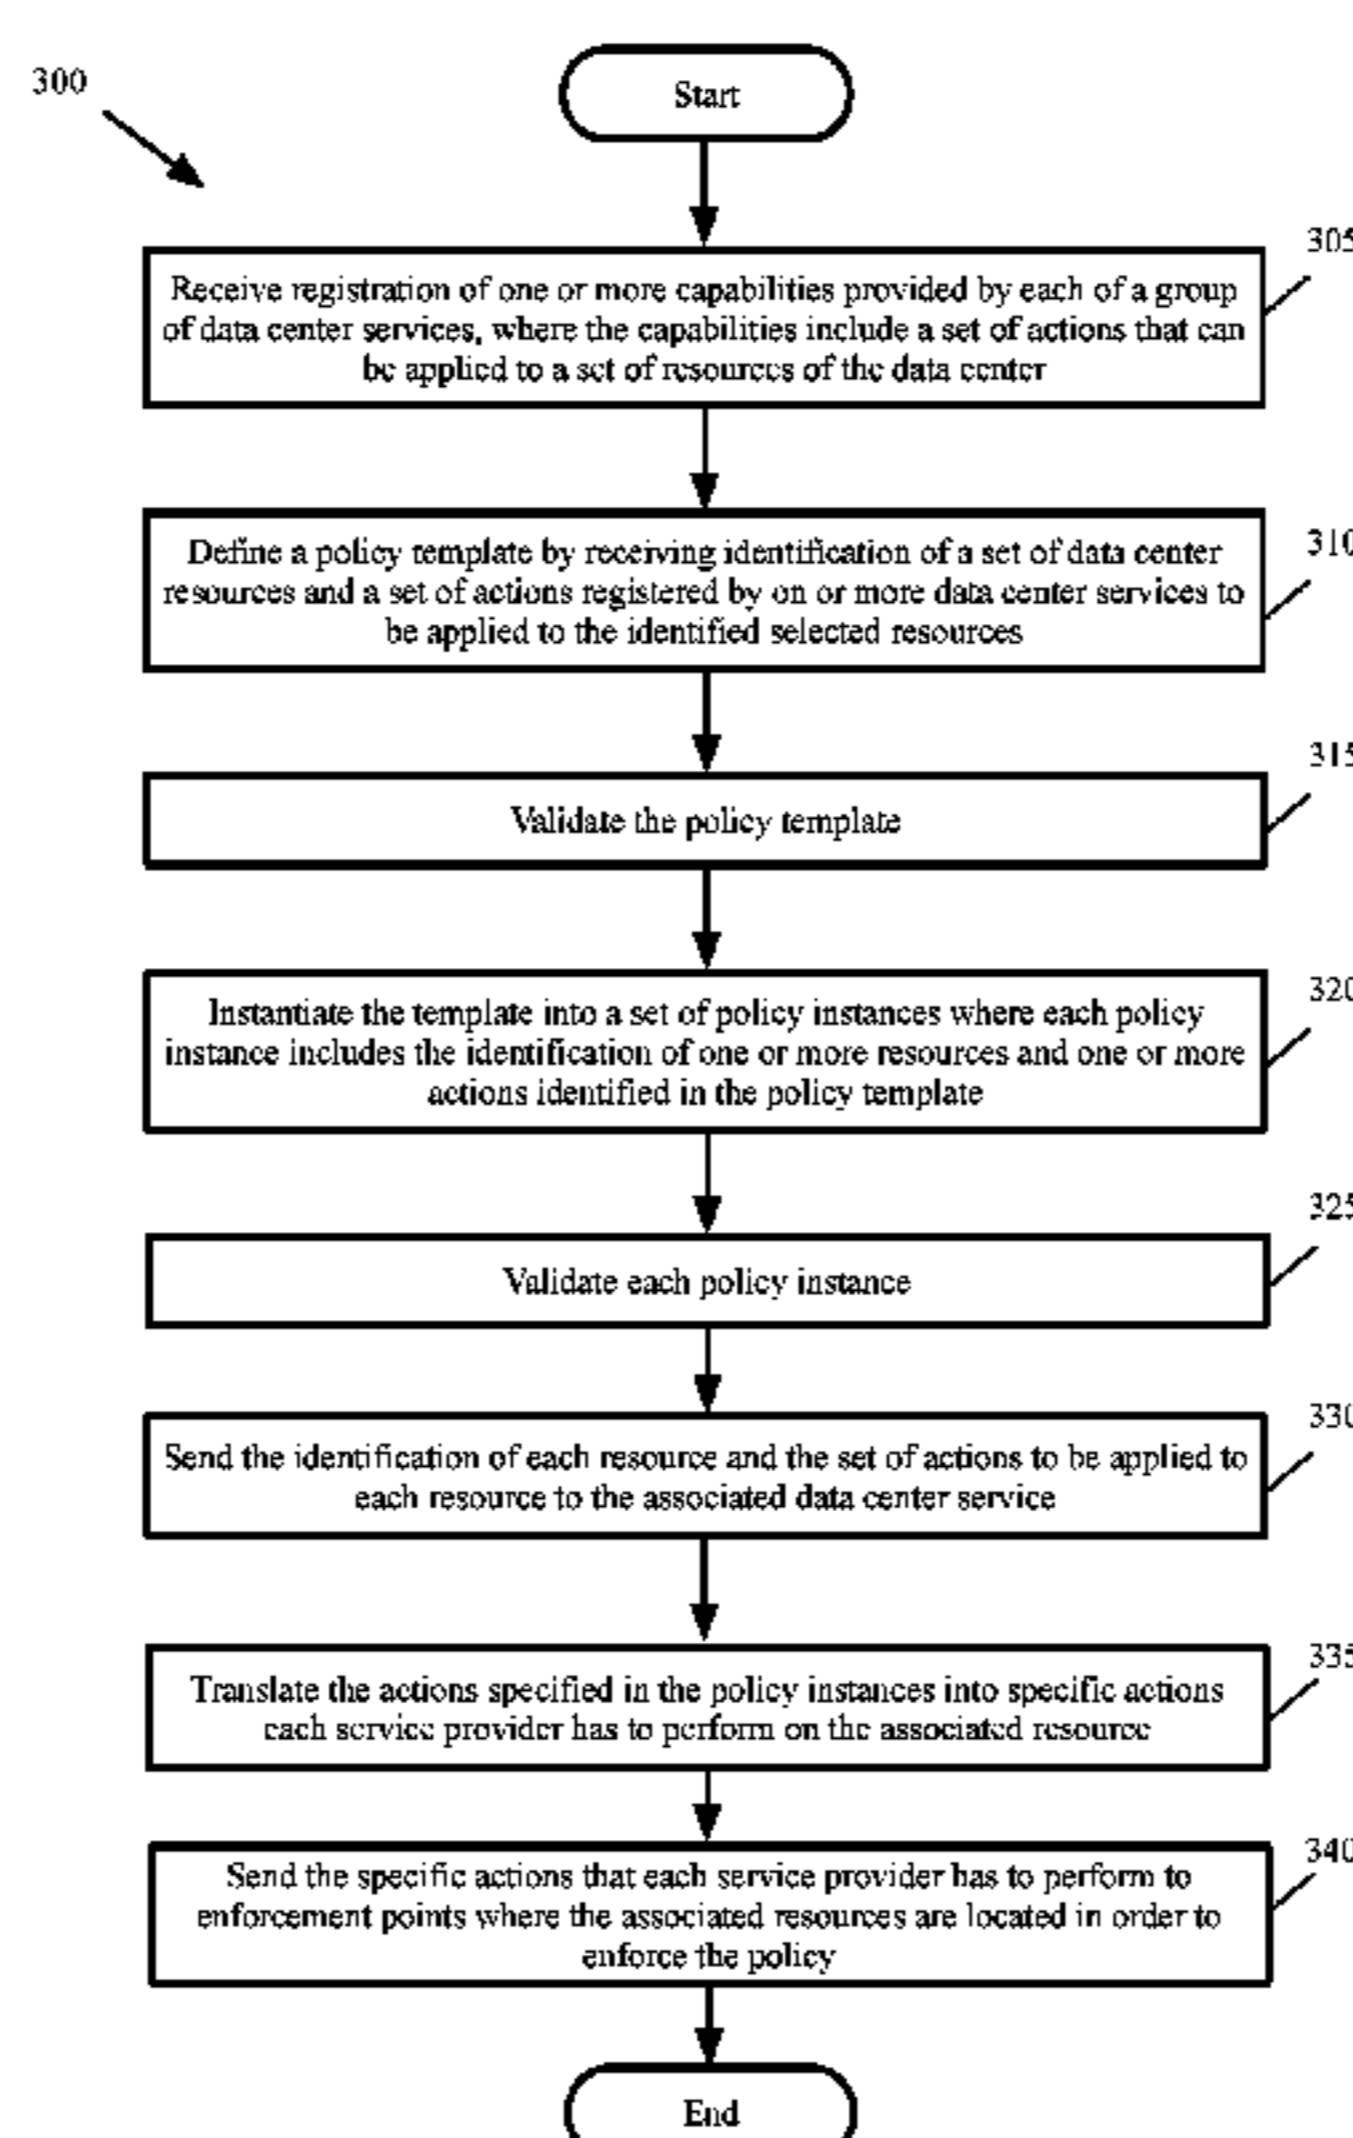 300
Start
305
Receive registration of one or more capabilities provided by each of a group
of data center services, where the capabilities include a set of actions that can
be applied to a set of resources of the data center
310
Define a policy template by receiving identification of a set of data center
resources and a set of actions registered by on or more data center services to
be applied to the identified selected resources
315
Validate the policy template
320
Instantiate the template into a set of policy instances where each policy
instance includes the identification of one or more resources and one or more
actions identified in the policy template
325
Validate each policy instance
330
Send the identification of each resource and the set of actions to be applied to
each resource to the associated data center service
335
Translate the actions specified in the policy instances into specific actions
each service provider has to perform on the associated resource
340
Send the specific actions that each service provider has to perform to
enforcement points where the associated resources are located in order to
enforce the policy
End